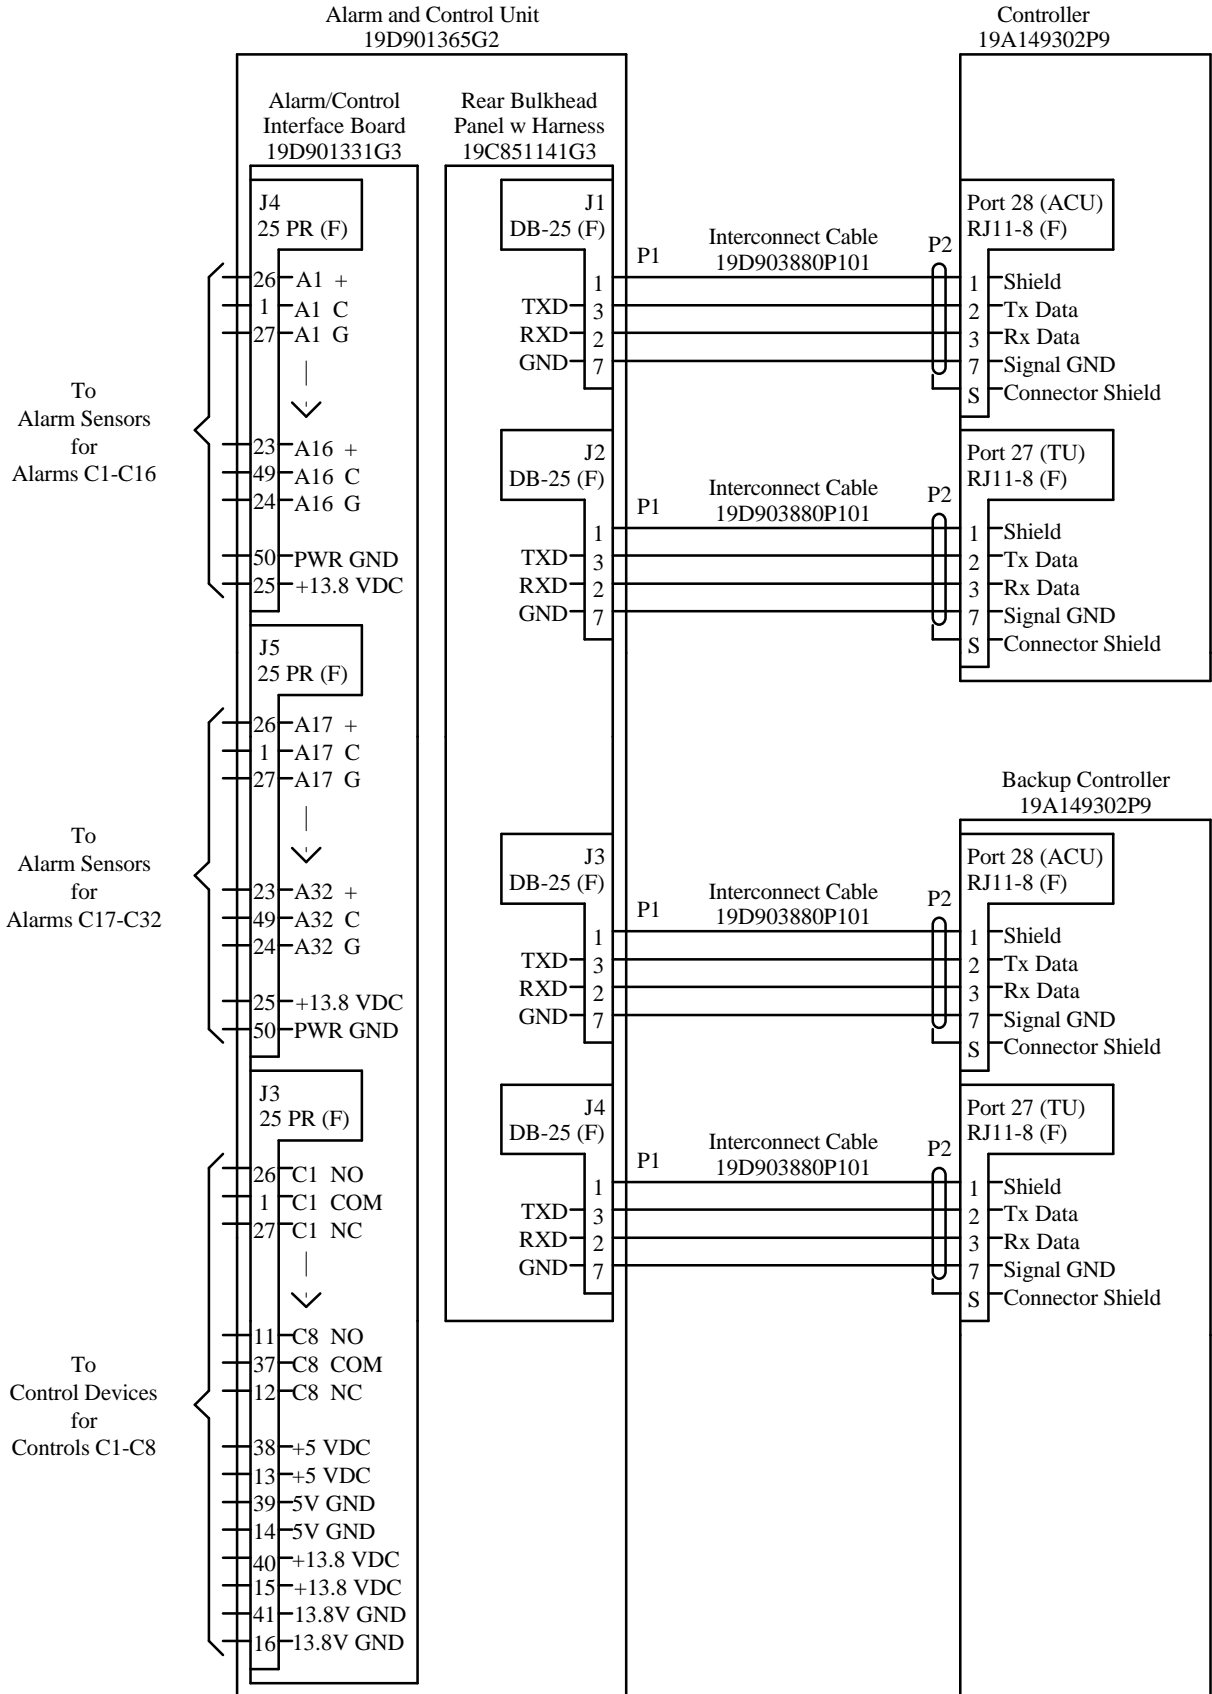 Alarm and Control Unit
19D901365G2
Controller
19A149302P9
Alarm/Control
Interface Board
19D901331G3
Rear Bulkhead
Panel w Harness
19C851141G3
J4
25 PR (F)
26 A1 +
1 A1 C
27 A1 G
23 A16 +
49 A16 C
24 A16 G
50 PWR GND
25 +13.8 VDC
To
Alarm Sensors
for
Alarms C1-C16
J5
25 PR (F)
26 A17 +
1 A17 C
27 A17 G
23 A32 +
49 A32 C
24 A32 G
25 +13.8 VDC
50 PWR GND
To
Alarm Sensors
for
Alarms C17-C32
J3
25 PR (F)
26 C1 NO
1 C1 COM
27 C1 NC
11 C8 NO
37 C8 COM
12 C8 NC
38 +5 VDC
13 +5 VDC
39 5V GND
14 5V GND
40 +13.8 VDC
15 +13.8 VDC
41 13.8V GND
16 13.8V GND
To
Control Devices
for
Controls C1-C8
J1
DB-25 (F)
1
TXD 3
RXD 2
GND 7
P1
Interconnect Cable
19D903880P101
P2
Port 28 (ACU)
RJ11-8 (F)
1 Shield
2 Tx Data
3 Rx Data
7 Signal GND
S Connector Shield
J2
DB-25 (F)
1
TXD 3
RXD 2
GND 7
P1
Interconnect Cable
19D903880P101
P2
Port 27 (TU)
RJ11-8 (F)
1 Shield
2 Tx Data
3 Rx Data
7 Signal GND
S Connector Shield
Backup Controller
19A149302P9
J3
DB-25 (F)
1
TXD 3
RXD 2
GND 7
P1
Interconnect Cable
19D903880P101
P2
Port 28 (ACU)
RJ11-8 (F)
1 Shield
2 Tx Data
3 Rx Data
7 Signal GND
S Connector Shield
J4
DB-25 (F)
1
TXD 3
RXD 2
GND 7
P1
Interconnect Cable
19D903880P101
P2
Port 27 (TU)
RJ11-8 (F)
1 Shield
2 Tx Data
3 Rx Data
7 Signal GND
S Connector Shield